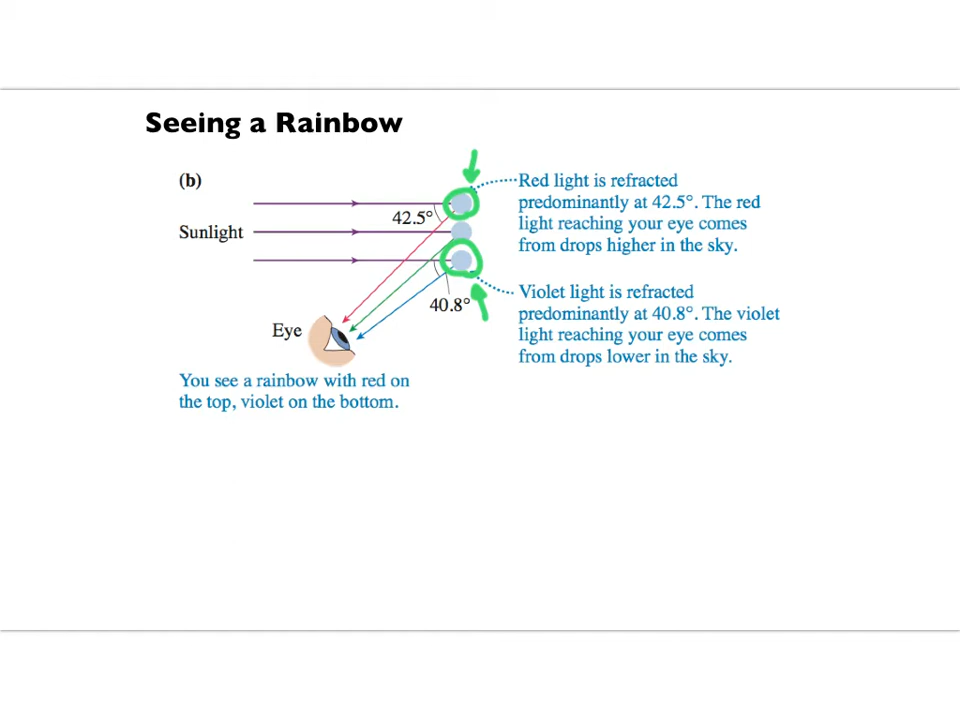 Seeing a Rainbow
(b)
Sunlight
42.5°
Red light is refracted
predominantly at 42.5°. The red
light reaching your eye comes
from drops higher in the sky.
40.8°
Violet light is refracted
predominantly at 40.8°. The violet
light reaching your eye comes
from drops lower in the sky.
Eye
You see a rainbow with red on
the top, violet on the bottom.